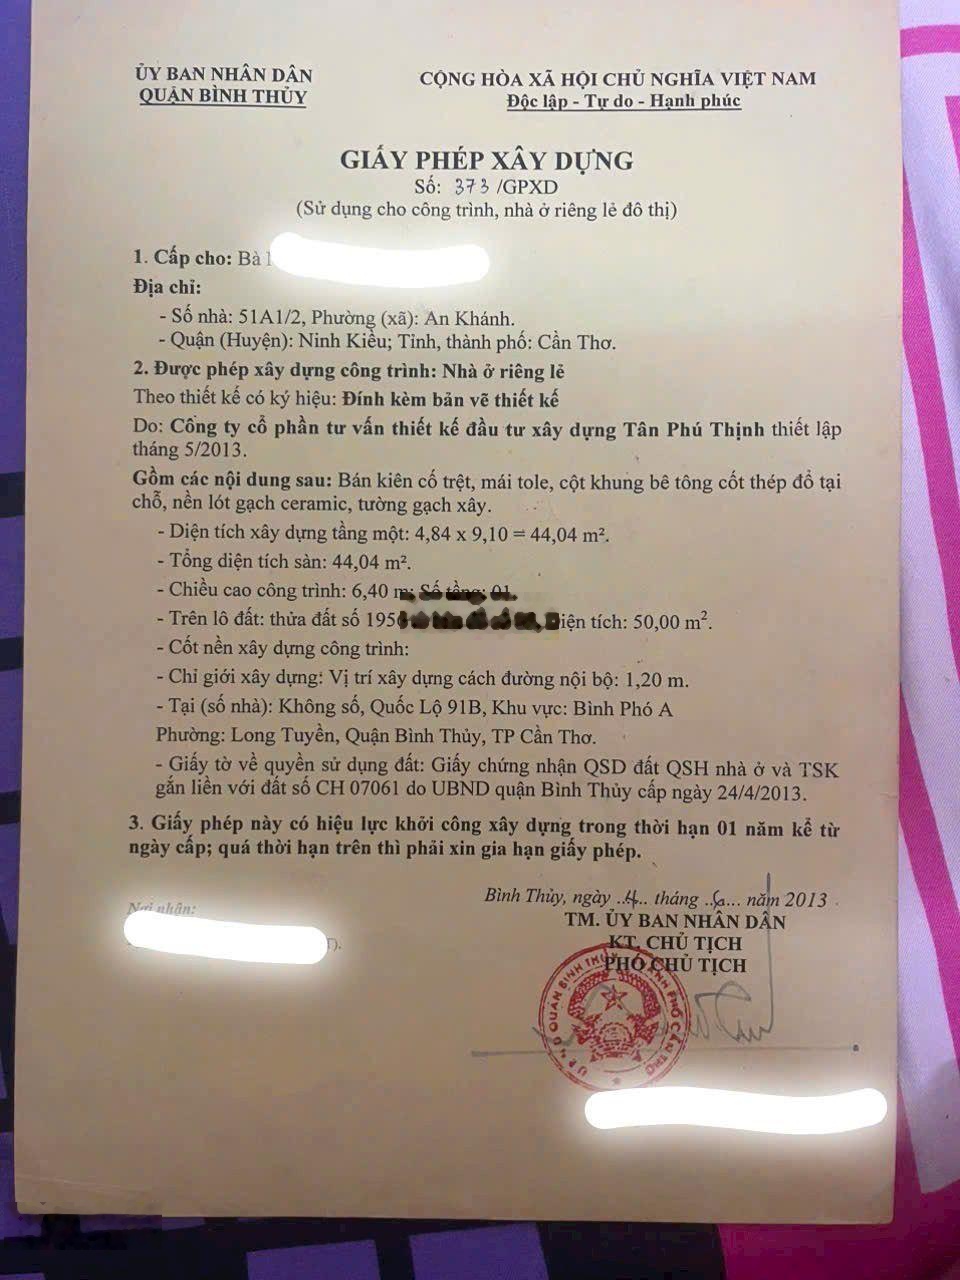 ỦY BAN NHÂN DÂN
QUẬN BÌNH THỦY
CỘNG HÒA XÃ HỘI CHỦ NGHĨA VIỆT NAM
Độc lập - Tự do - Hạnh phúc
GIẤY PHÉP XÂY DỰNG
Số: 373 /GPXD
(Sử dụng cho công trình, nhà ở riêng lẻ đô thị)
1. Cấp cho: Bà
Địa chỉ:
- Số nhà: 51A1/2, Phường (xã): An Khánh.
- Quận (Huyện): Ninh Kiều; Tỉnh, thành phố: Cần Thơ.
2. Được phép xây dựng công trình: Nhà ở riêng lẻ
Theo thiết kế có ký hiệu: Đính kèm bản vẽ thiết kế
Do: Công ty cổ phần tư vấn thiết kế đầu tư xây dựng Tân Phú Thịnh thiết lập
tháng 5/2013.
Gồm các nội dung sau: Bán kiên cố trệt, mái tole, cột khung bê tông cốt thép đổ tại
chỗ, nền lót gạch ceramic, tường gạch xây.
- Diện tích xây dựng tầng một: 4,84 x 9,10 = 44,04 m².
- Tổng diện tích sàn: 44,04 m².
- Chiều cao công trình: 6,40 m; Số tầng: 01.
- Trên lô đất: thửa đất số 195 Diện tích: 50,00 m².
- Cốt nền xây dựng công trình:
- Chỉ giới xây dựng: Vị trí xây dựng cách đường nội bộ: 1,20 m.
- Tại (số nhà): Không số, Quốc Lộ 91B, Khu vực: Bình Phó A
Phường: Long Tuyền, Quận Bình Thủy, TP Cần Thơ.
- Giấy tờ về quyền sử dụng đất: Giấy chứng nhận QSD đất QSH nhà ở và TSK
gắn liền với đất số CH 07061 do UBND quận Bình Thủy cấp ngày 24/4/2013.
3. Giấy phép này có hiệu lực khởi công xây dựng trong thời hạn 01 năm kể từ
ngày cấp; quá thời hạn trên thì phải xin gia hạn giấy phép.
Bình Thủy, ngày ..4.. tháng ..6... năm 2013
Nơi nhận:
TM. ỦY BAN NHÂN DÂN
KT. CHỦ TỊCH
PHÓ CHỦ TỊCH